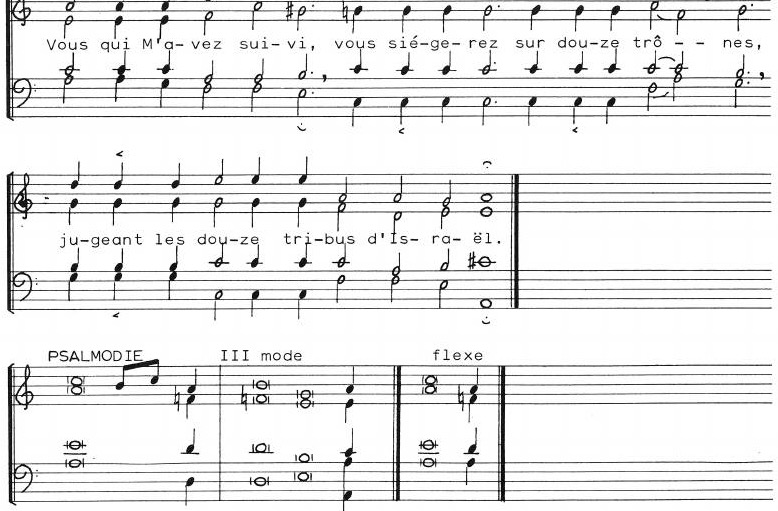 Vous qui M'a-vez sui-vi, vous sié-ge-rez sur dou-ze trô - - nes,
ju-geant les dou-ze tri-bus d'Is- ra-ël.
PSALMODIE III mode flexe